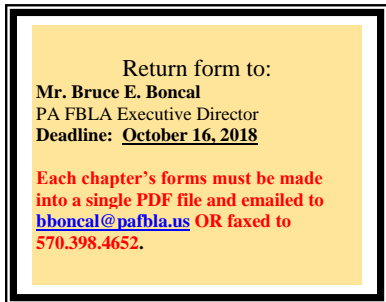 Return form to:
Mr. Bruce E. Boncal
PA FBLA Executive Director
Deadline: October 16, 2018
Each chapter's forms must be made
into a single PDF file and emailed to
bboncal@pafbla.us OR faxed to
570.398.4652.